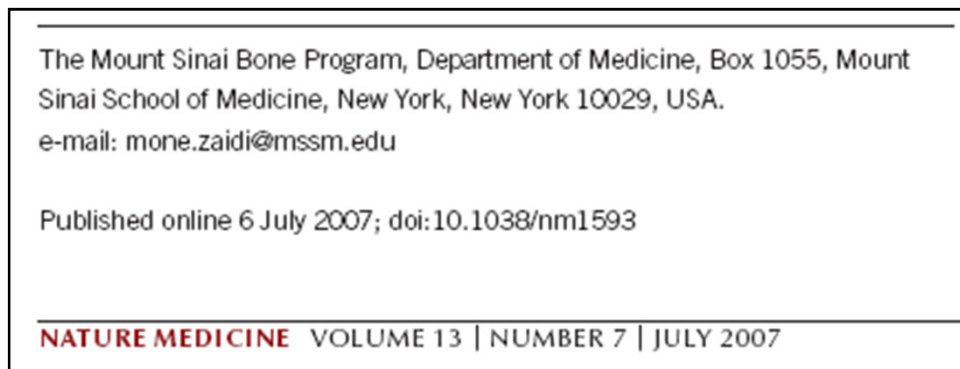 The Mount Sinai Bone Program, Department of Medicine, Box 1055, Mount
Sinai School of Medicine, New York, New York 10029, USA.
e-mail: mone.zaidi@mssm.edu
Published online 6 July 2007; doi:10.1038/nm1593
NATURE MEDICINE VOLUME 13 | NUMBER 7 | JULY 2007